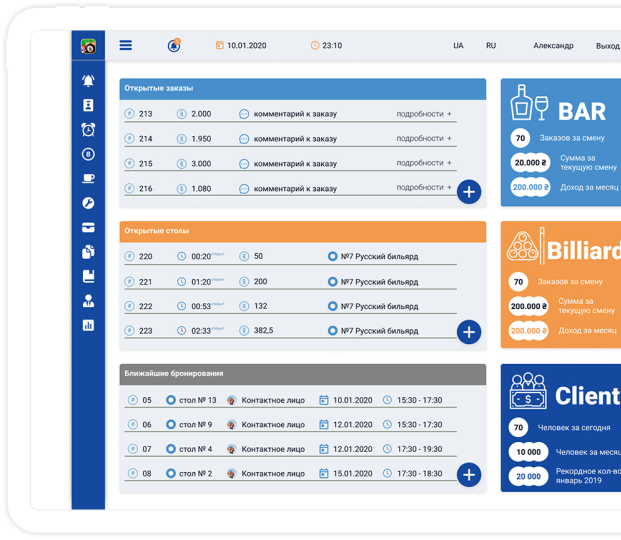 10.01.2020 23:10 UA RU Александр Выход
Открытые заказы
# 213 2.000 комментарий к заказу подробности +
# 214 1.950 комментарий к заказу подробности +
# 215 3.000 комментарий к заказу подробности +
# 216 1.080 комментарий к заказу подробности +
BAR
70 Заказов за смену
20.000 ₴ Сумма за
текущую смену
200.000 ₴ Доход за месяц
Открытые столы
# 220 00:20 открыт 50 №7 Русский бильярд
# 221 01:20 открыт 200 №7 Русский бильярд
# 222 00:53 открыт 132 №7 Русский бильярд
# 223 02:33 открыт 382,5 №7 Русский бильярд
Billiard
70 Заказов за смену
200.000 ₴ Сумма за
текущую смену
200.000 ₴ Доход за месяц
Ближайшие бронирования
# 05 стол № 13 Контактное лицо 10.01.2020 15:30 - 17:30
# 06 стол № 9 Контактное лицо 12.01.2020 15:30 - 17:30
# 07 стол № 4 Контактное лицо 12.01.2020 17:30 - 19:30
# 08 стол № 2 Контактное лицо 15.01.2020 17:30 - 18:30
Client
70 Человек за сегодня
10 000 Человек за месяц
20 000 Рекордное кол-во
январь 2019
8